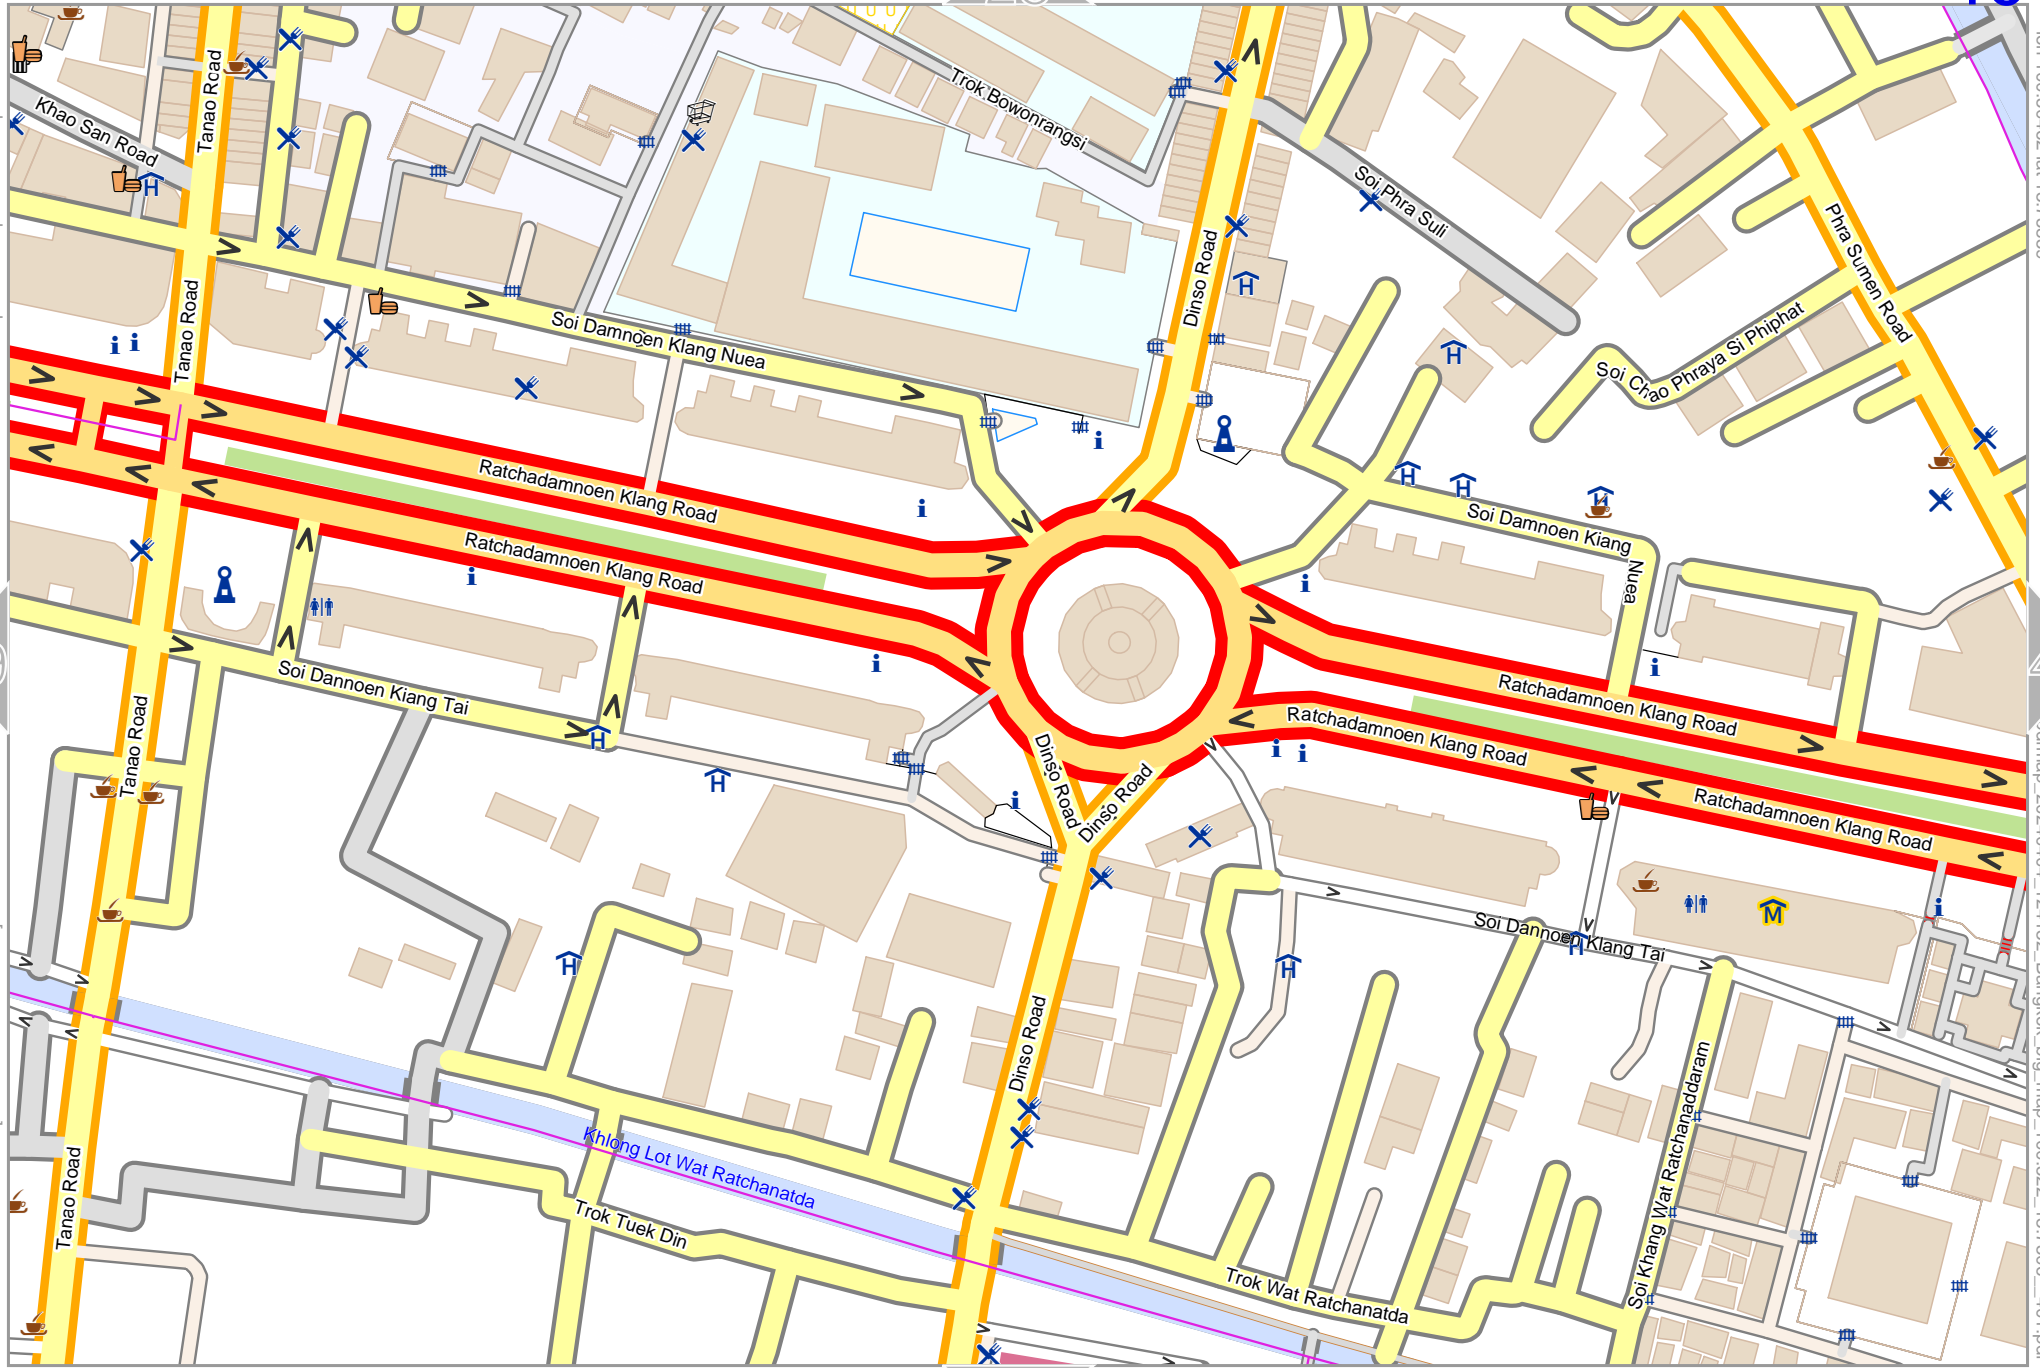 Tanao Road
Khao San Road
Trok Bowonrangsi
Soi Phra Suli
Phra Sumen Road
Dinso Road
Tanao Road
Soi Damnoen Klang Nuea
Soi Chao Phraya Si Phiphat
Ratchadamnoen Klang Road
Ratchadamnoen Klang Road
Soi Damnoen Kiang
Nuea
Soi Dannoen Kiang Tai
Tanao Road
Ratchadamnoen Klang Road
Ratchadamnoen Klang Road
Ratchadamnoen Klang Road
Dinso Road
Dinso Road
Soi Dannoen Klang Tai
Dinso Road
Soi Khang Wat Ratchanaddaram
Khlong Lot Wat Ratchanatda
Tanao Road
Trok Tuek Din
Trok Wat Ratchanatda